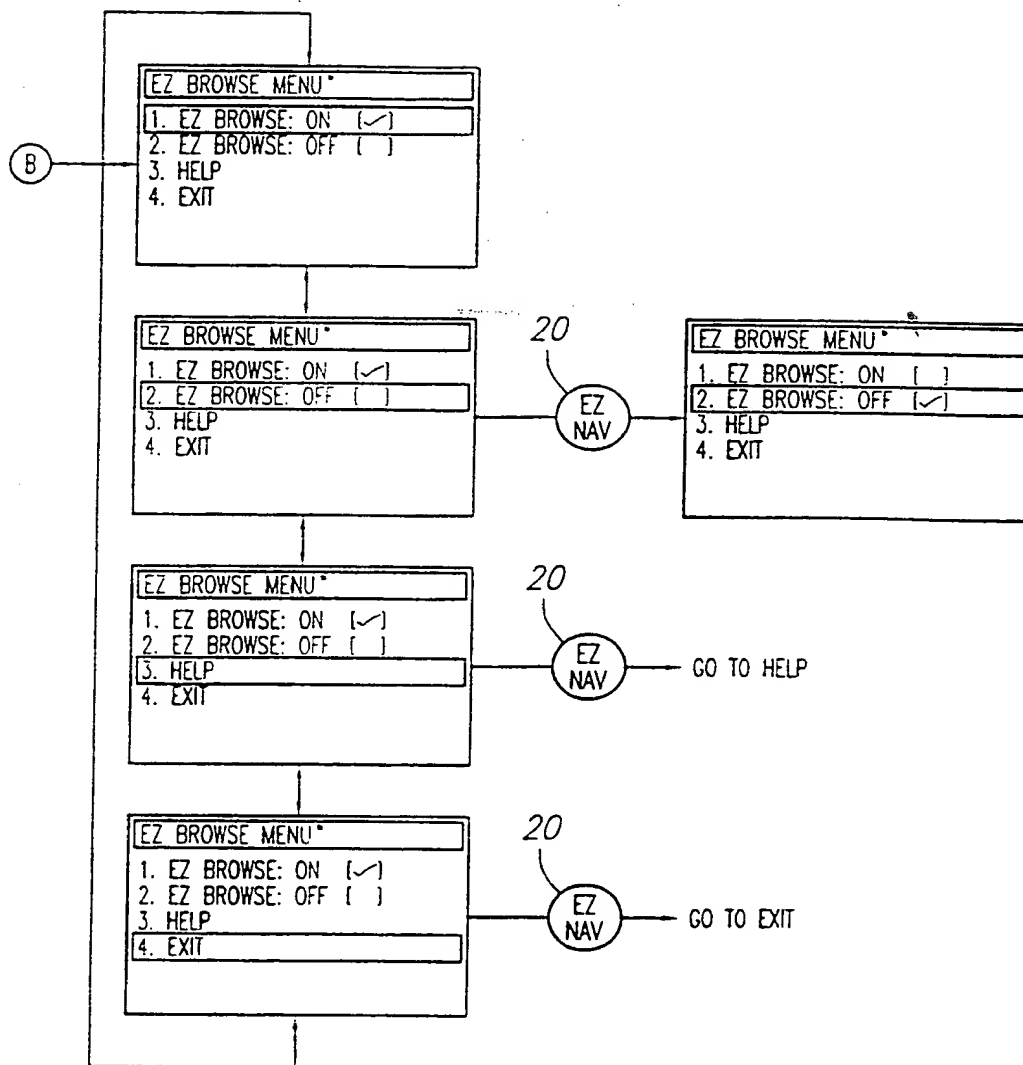 EZ BROWSE MENU*
1. EZ BROWSE: ON [✓]
2. EZ BROWSE: OFF [ ]
3. HELP
4. EXIT
B
EZ BROWSE MENU*
1. EZ BROWSE: ON [✓]
2. EZ BROWSE: OFF [ ]
3. HELP
4. EXIT
20
EZ
NAV
EZ BROWSE MENU*
1. EZ BROWSE: ON [ ]
2. EZ BROWSE: OFF [✓]
3. HELP
4. EXIT
EZ BROWSE MENU*
1. EZ BROWSE: ON [✓]
2. EZ BROWSE: OFF [ ]
3. HELP
4. EXIT
20
EZ
NAV
GO TO HELP
EZ BROWSE MENU*
1. EZ BROWSE: ON [✓]
2. EZ BROWSE: OFF [ ]
3. HELP
4. EXIT
20
EZ
NAV
GO TO EXIT